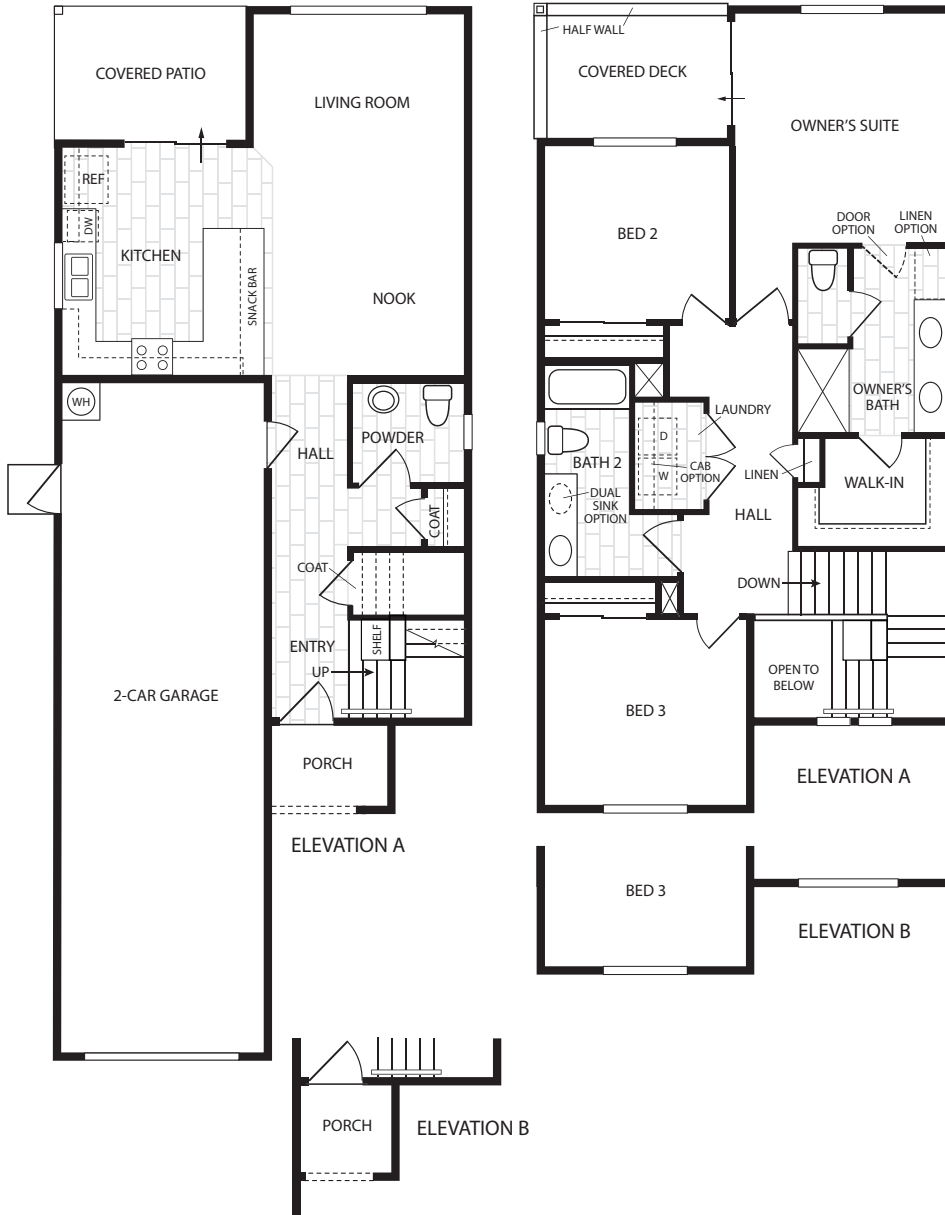 COVERED PATIO
LIVING ROOM
REF
DW
KITCHEN
SNACK BAR
NOOK
WH
HALL
POWDER
COAT
COAT
ENTRY
SHELF
UP
2-CAR GARAGE
PORCH
ELEVATION A
PORCH
ELEVATION B
HALF WALL
COVERED DECK
OWNER'S SUITE
DOOR
OPTION
LINEN
OPTION
BED 2
OWNER'S
BATH
LAUNDRY
D
W
CAB
OPTION
BATH 2
DUAL
SINK
OPTION
LINEN
WALK-IN
HALL
DOWN
OPEN TO
BELOW
BED 3
ELEVATION A
BED 3
ELEVATION B